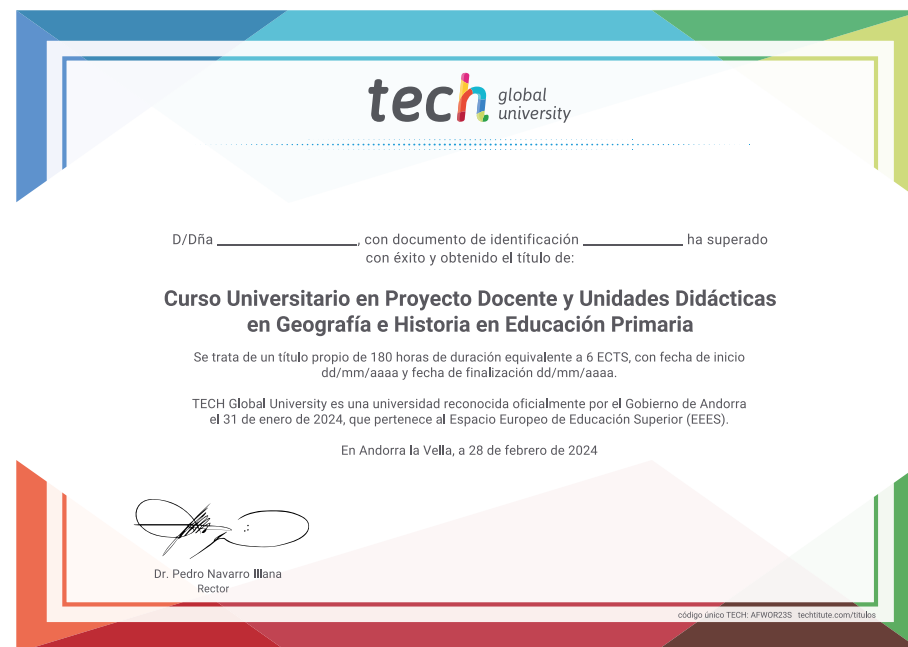 tech global university
D/Dña ____________________, con documento de identificación ______________ ha superado
con éxito y obtenido el título de:
Curso Universitario en Proyecto Docente y Unidades Didácticas
en Geografía e Historia en Educación Primaria
Se trata de un título propio de 180 horas de duración equivalente a 6 ECTS, con fecha de inicio
dd/mm/aaaa y fecha de finalización dd/mm/aaaa.
TECH Global University es una universidad reconocida oficialmente por el Gobierno de Andorra
el 31 de enero de 2024, que pertenece al Espacio Europeo de Educación Superior (EEES).
En Andorra la Vella, a 28 de febrero de 2024
Dr. Pedro Navarro Illana
Rector
código único TECH: AFWOR23S techtitute.com/titulos